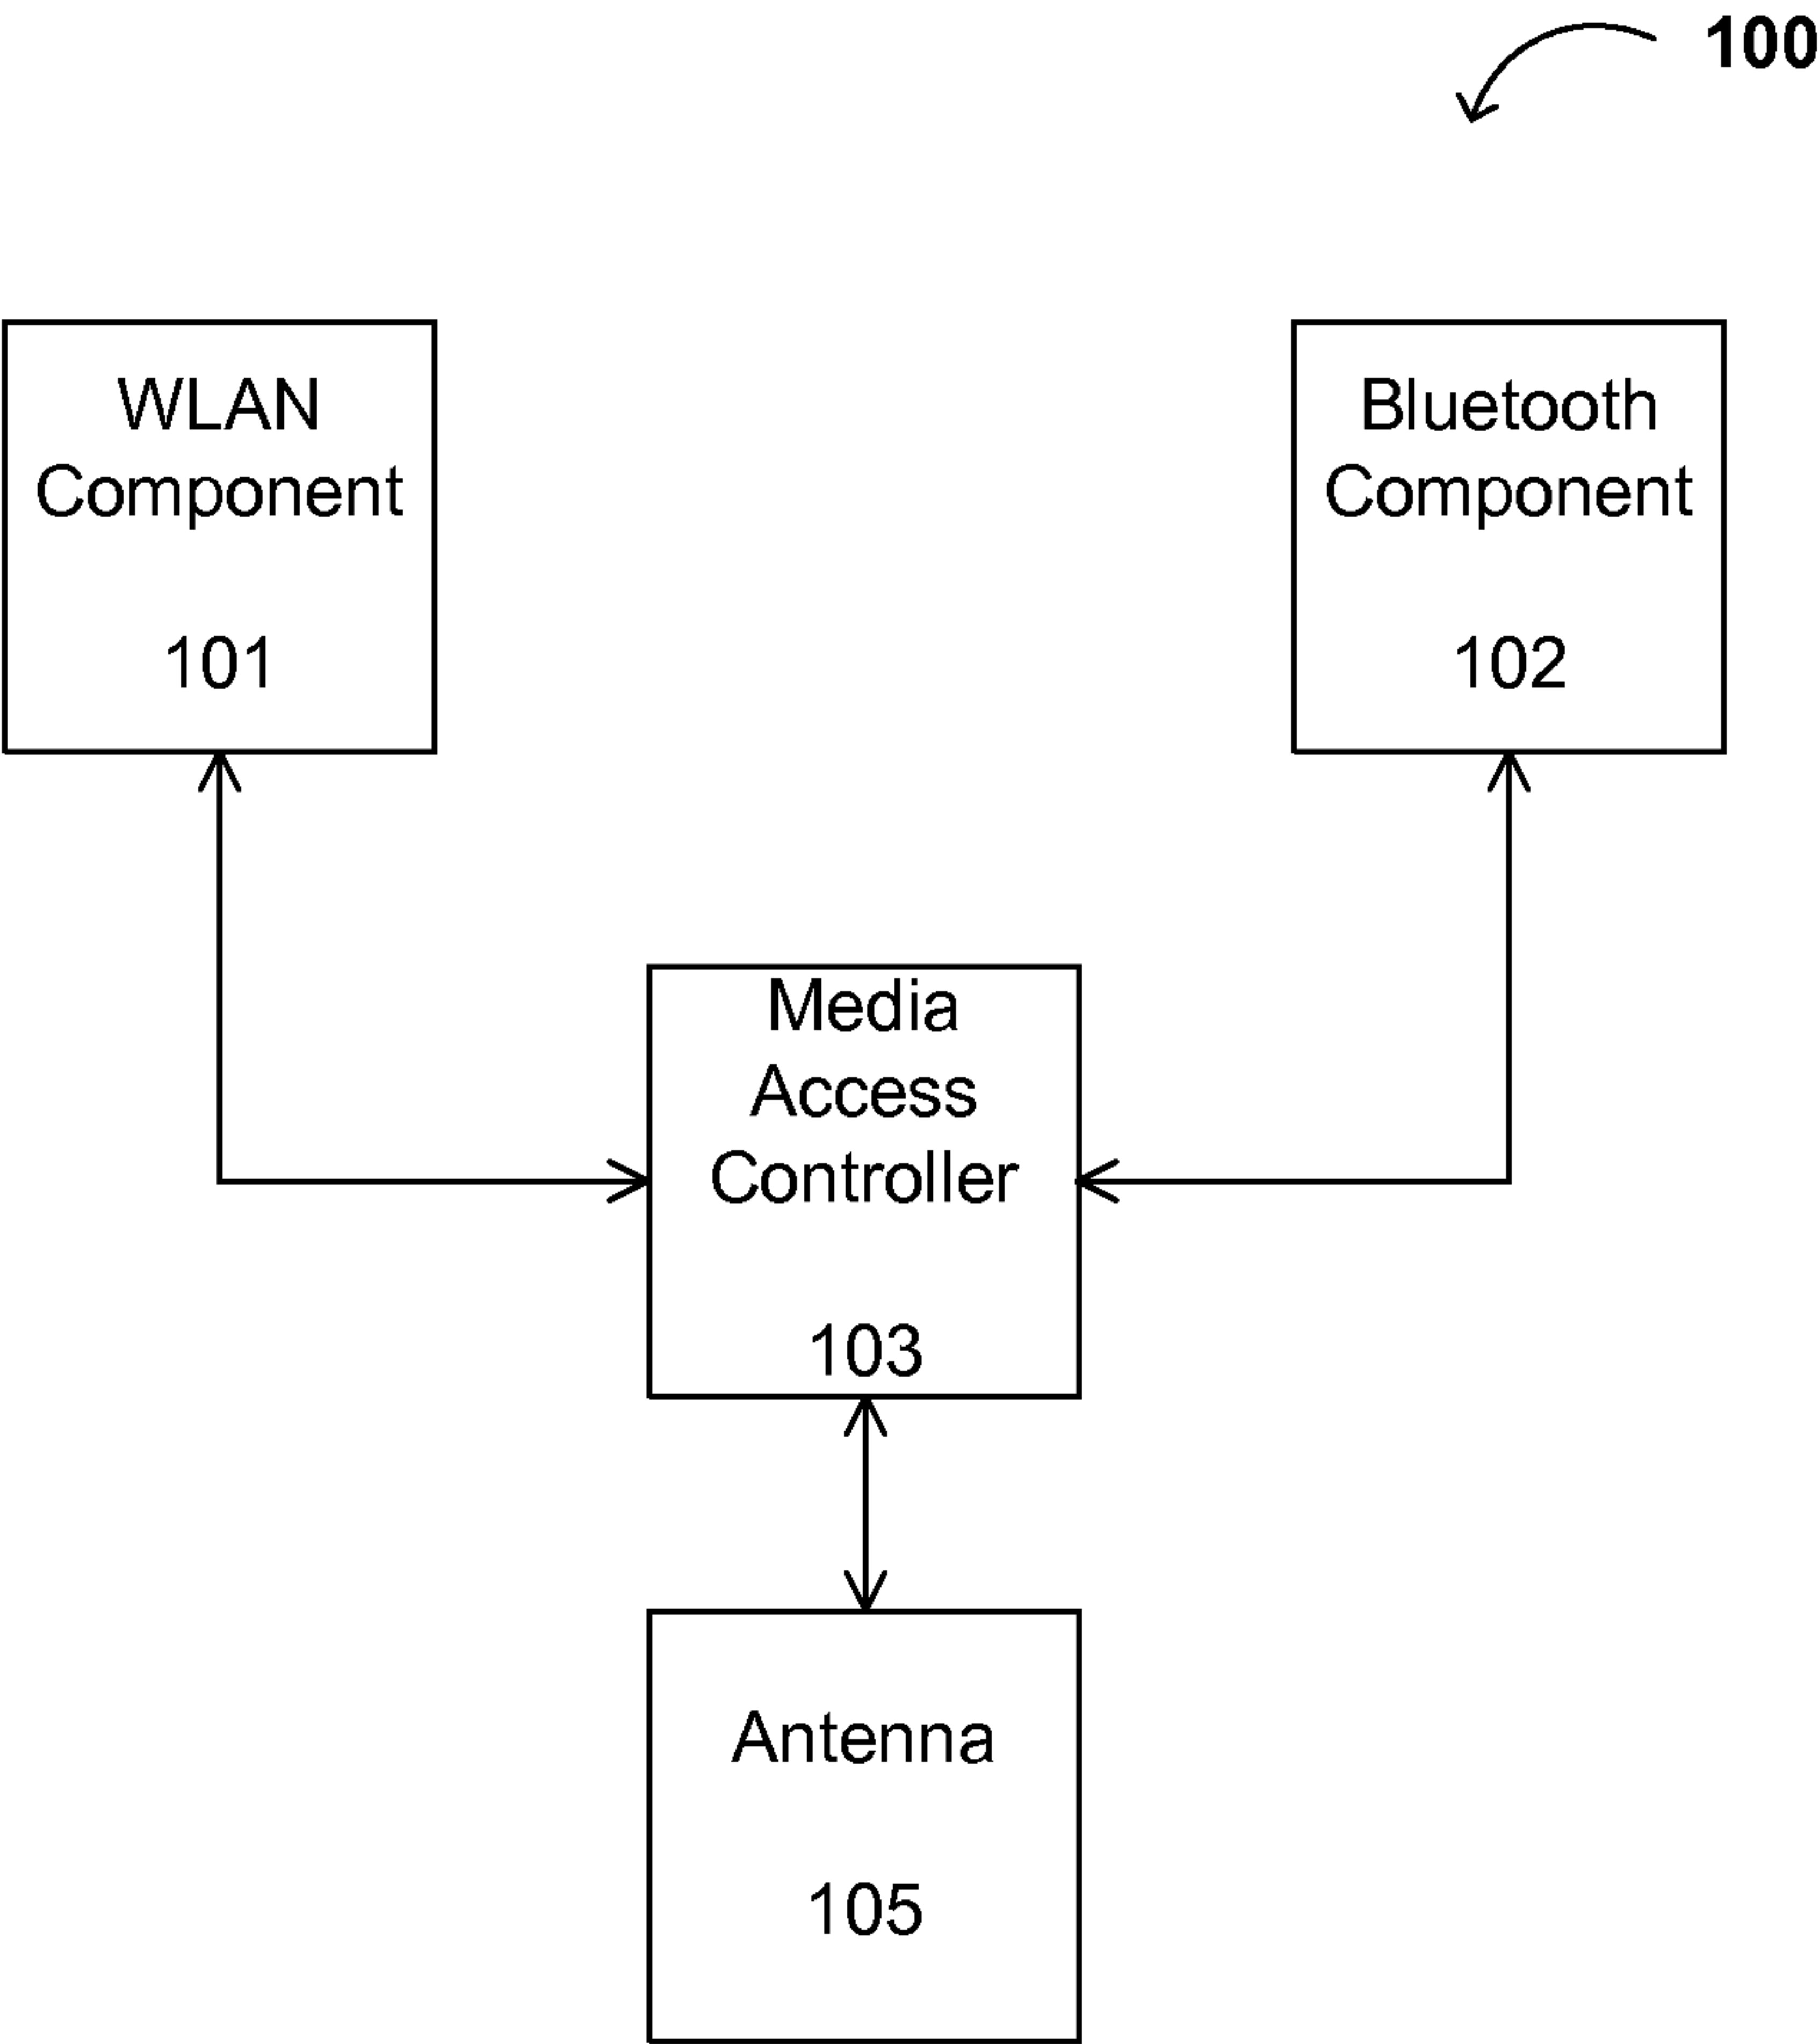 100
WLAN
Component
101
Bluetooth
Component
102
Media
Access
Controller
103
Antenna
105